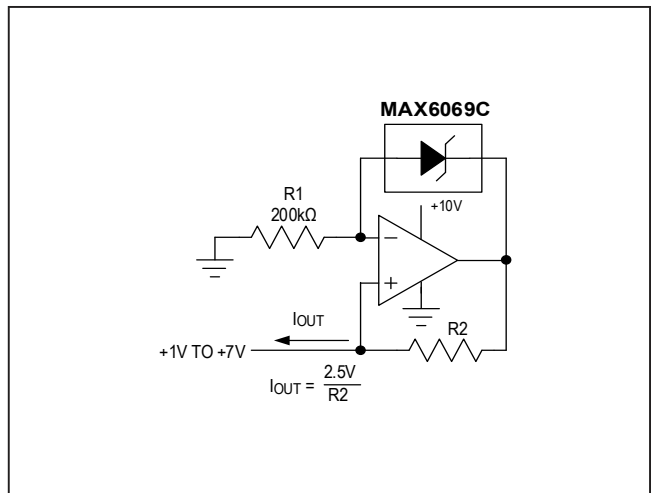 MAX6069C
+10V
R1
200kΩ
−
+
IOUT
R2
+1V TO +7V
IOUT = 2.5V
R2